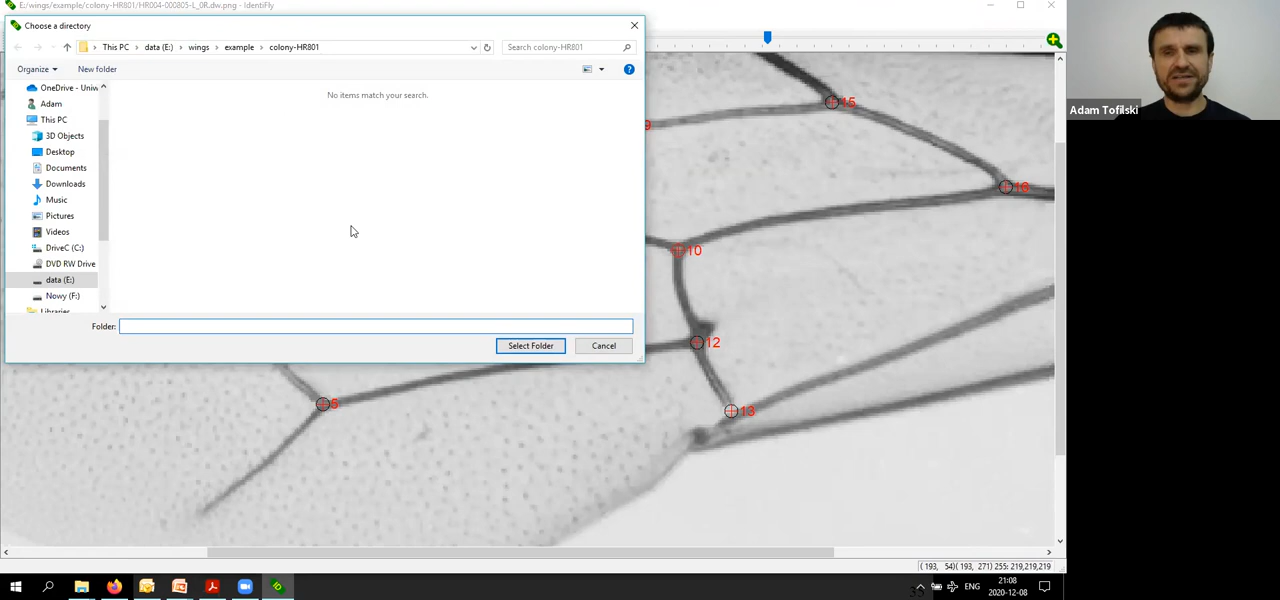 E:/wings/example/colony-HR801/HR004-000805-L_0R.dw.png - IdentiFly
Choose a directory
This PC > data (E:) > wings > example > colony-HR801
Search colony-HR801
Organize
New folder
OneDrive - Uniw
No items match your search.
Adam
This PC
3D Objects
Desktop
Documents
Downloads
Music
Pictures
Videos
DriveC (C:)
DVD RW Drive
data (E:)
Nowy (F:)
Libraries
Folder:
Select Folder
Cancel
9
15
16
10
12
5
13
Adam Tofilski
( 193, 54)( 193, 271) 255: 219,219,219
ENG
21:08
2020-12-08